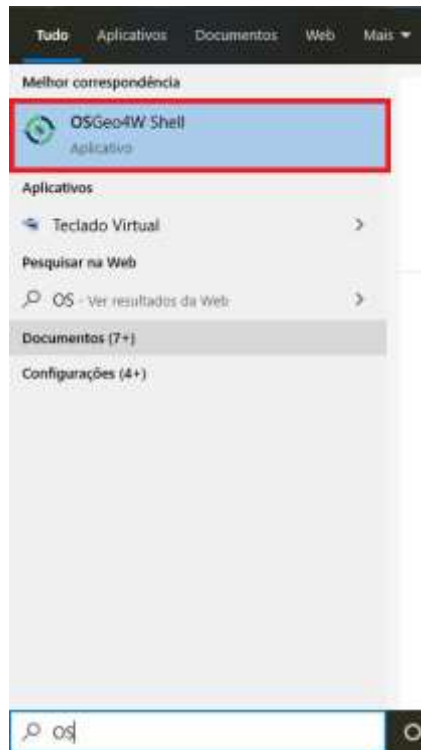 Tudo Aplicativos Documentos Web Mais
Melhor correspondência
OSGeo4W Shell
Aplicativo
Aplicativos
Teclado Virtual
Pesquisar na Web
OS - Ver resultados da Web
Documentos (7+)
Configurações (4+)
os